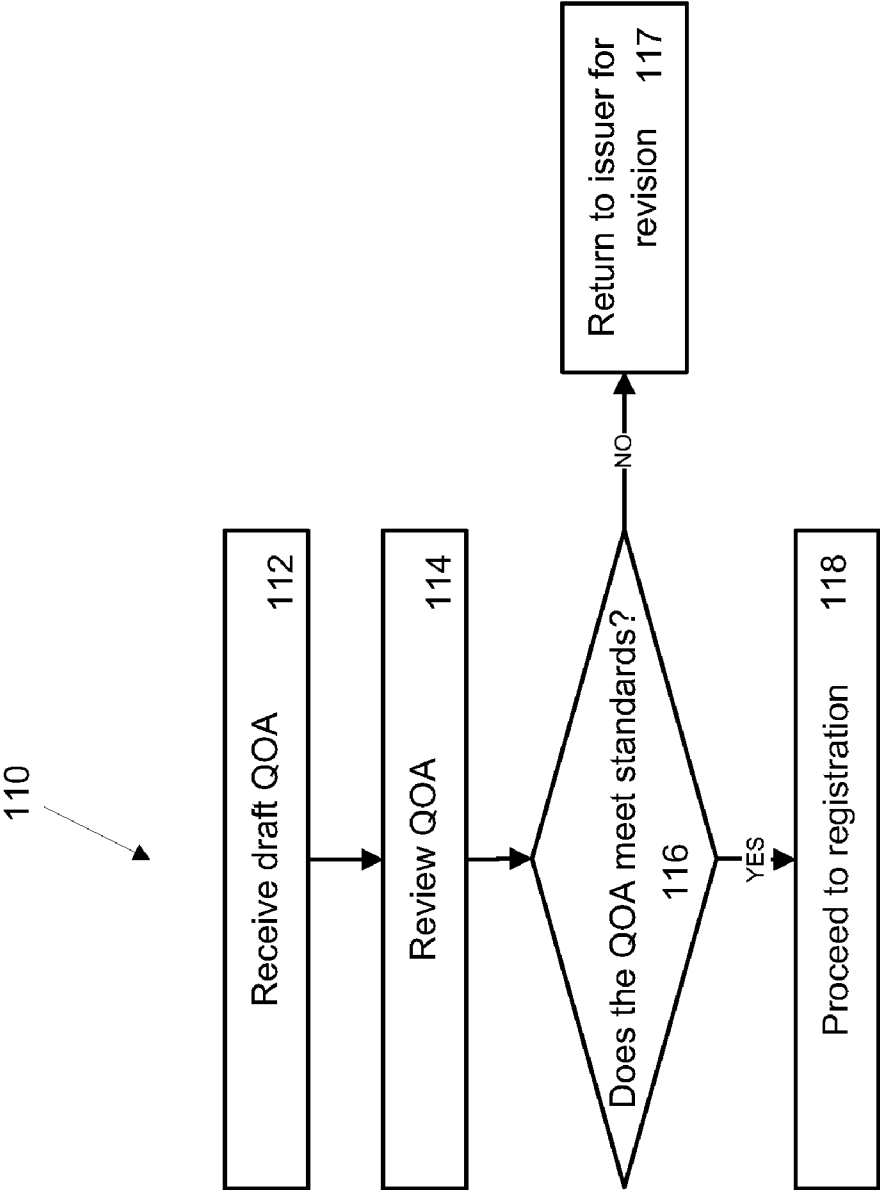 110
Receive draft QOA 112
Review QOA 114
Does the QOA meet standards?
116
NO
Return to issuer for
revision 117
YES
Proceed to registration 118